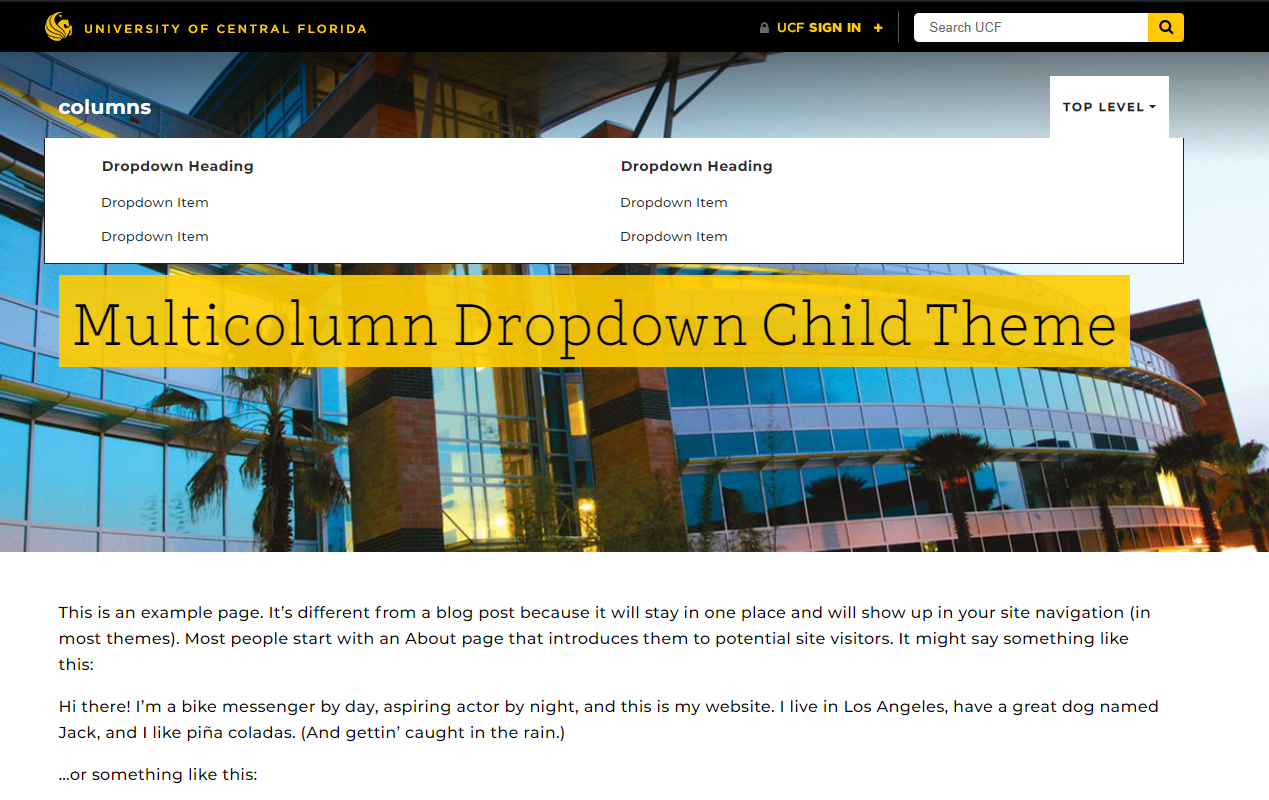 UNIVERSITY OF CENTRAL FLORIDA
UCF SIGN IN +
Search UCF
columns
TOP LEVEL
Dropdown Heading
Dropdown Item
Dropdown Item
Dropdown Heading
Dropdown Item
Dropdown Item
Multicolumn Dropdown Child Theme
This is an example page. It’s different from a blog post because it will stay in one place and will show up in your site navigation (in
most themes). Most people start with an About page that introduces them to potential site visitors. It might say something like
this:
Hi there! I’m a bike messenger by day, aspiring actor by night, and this is my website. I live in Los Angeles, have a great dog named
Jack, and I like piña coladas. (And gettin’ caught in the rain.)
…or something like this: